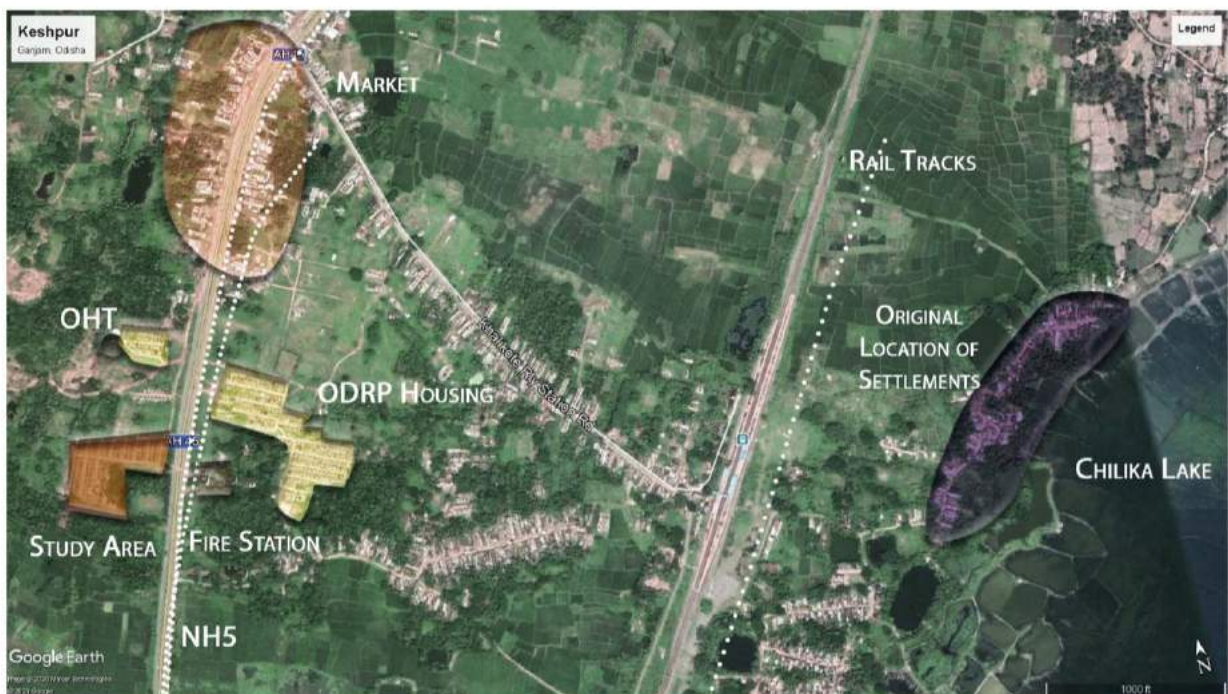 Keshpur
Ganjam, Odisha
Legend
MARKET
RAIL TRACKS
OHT
ORIGINAL
LOCATION OF
SETTLEMENTS
ODRP HOUSING
CHILIKA LAKE
STUDY AREA
FIRE STATION
NH5
Google Earth
N
1000 ft